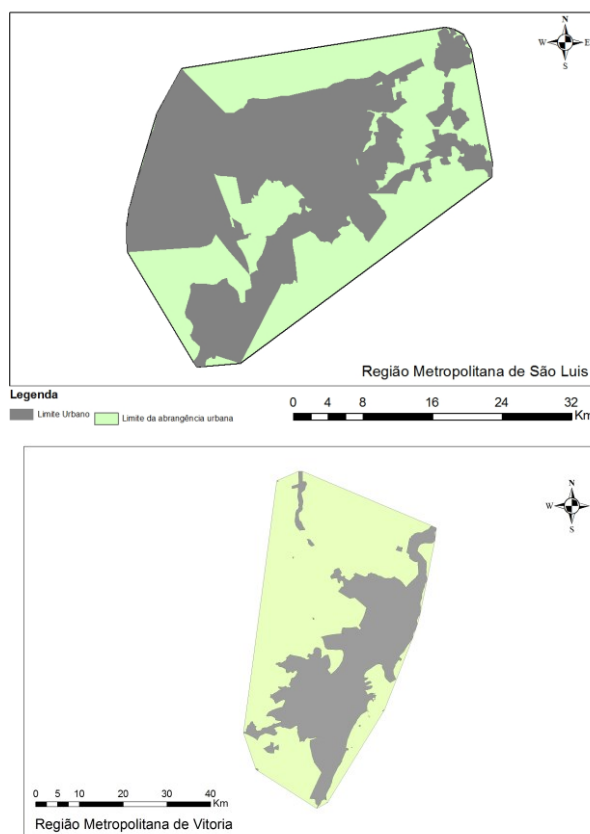 N
W E
S
Região Metropolitana de São Luis
Legenda
Limite Urbano Limite da abrangência urbana
0 4 8 16 24 32
Km
N
W E
S
0 5 10 20 30 40
Km
Região Metropolitana de Vitoria